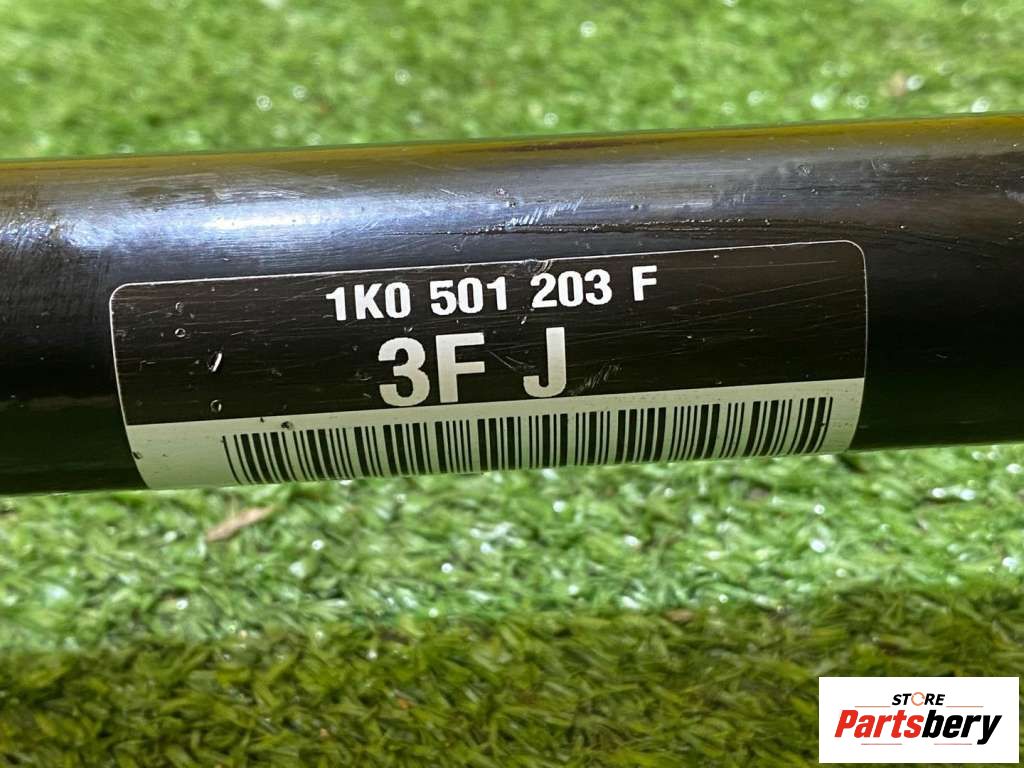 1K0 501 203 F
3F J
STORE
Partsbery